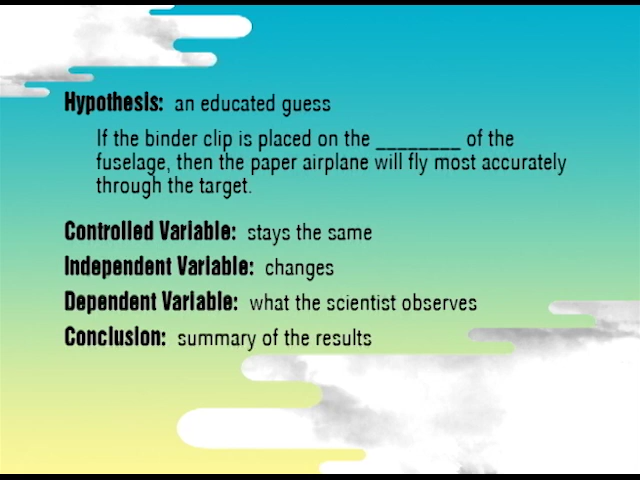 Hypothesis: an educated guess
If the binder clip is placed on the ________ of the
fuselage, then the paper airplane will fly most accurately
through the target.
Controlled Variable: stays the same
Independent Variable: changes
Dependent Variable: what the scientist observes
Conclusion: summary of the results